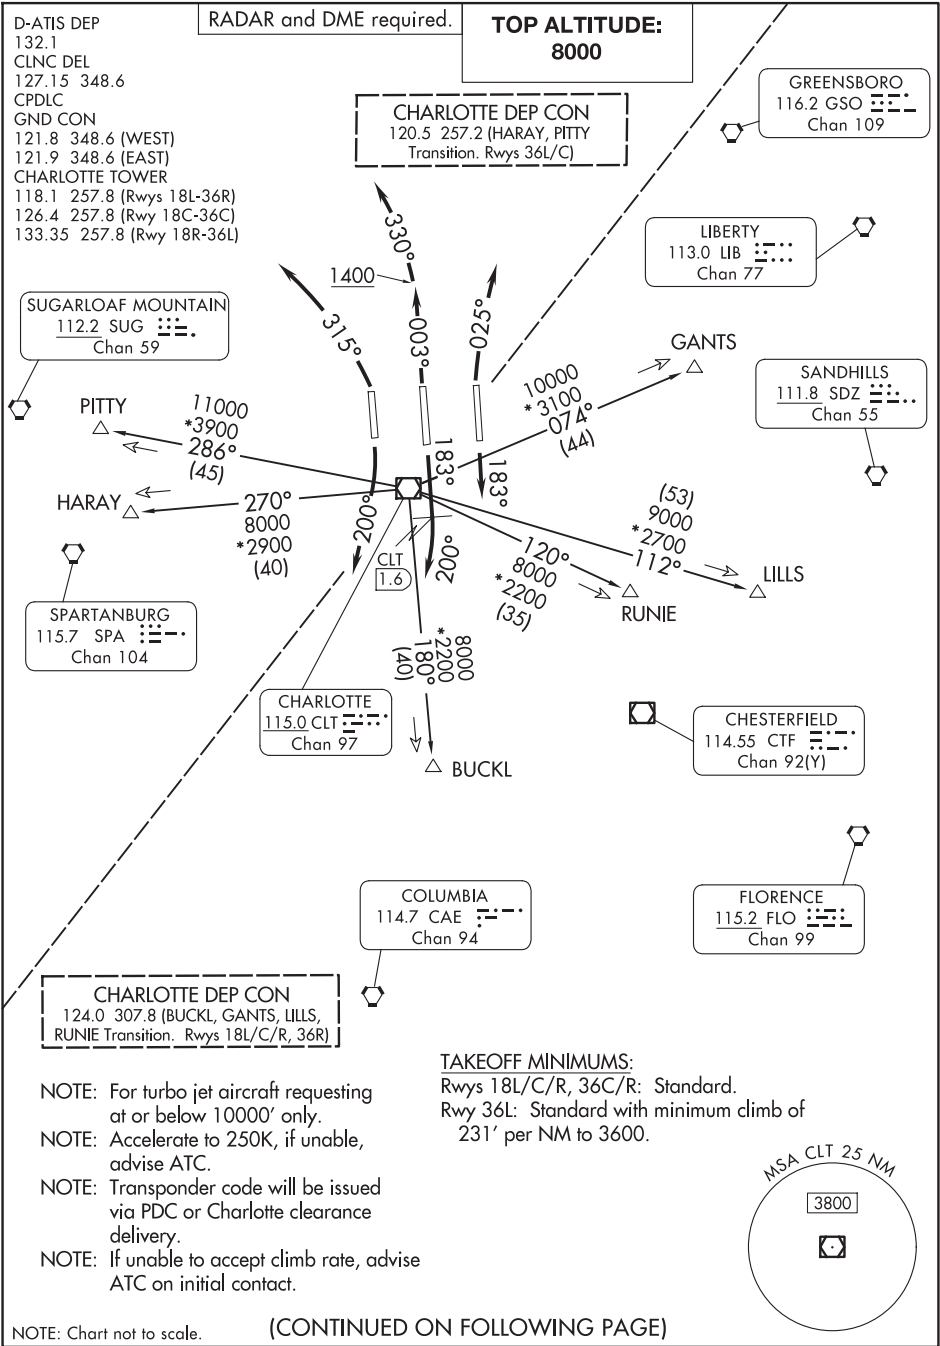 RADAR and DME required.
TOP ALTITUDE:
8000
D-ATIS DEP
132.1
CLNC DEL
127.15 348.6
CPDLC
GND CON
121.8 348.6 (WEST)
121.9 348.6 (EAST)
CHARLOTTE TOWER
118.1 257.8 (Rwys 18L-36R)
126.4 257.8 (Rwy 18C-36C)
133.35 257.8 (Rwy 18R-36L)
CHARLOTTE DEP CON
120.5 257.2 (HARAY, PITTY
Transition. Rwys 36L/C)
GREENSBORO
116.2 GSO
Chan 109
LIBERTY
113.0 LIB
Chan 77
SUGARLOAF MOUNTAIN
112.2 SUG
Chan 59
330°
1400
003°
315°
025°
GANTS
10000
*3100
074°
(44)
SANDHILLS
111.8 SDZ
Chan 55
PITTY
11000
*3900
286°
(45)
HARAY
270°
8000
*2900
(40)
183°
183°
200°
200°
CLT
1.6
(53)
9000
*2700
112°
LILLS
120°
8000
*2200
(35)
RUNIE
SPARTANBURG
115.7 SPA
Chan 104
8000
*2200
180°
(40)
BUCKL
CHARLOTTE
115.0 CLT
Chan 97
CHESTERFIELD
114.55 CTF
Chan 92(Y)
COLUMBIA
114.7 CAE
Chan 94
FLORENCE
115.2 FLO
Chan 99
CHARLOTTE DEP CON
124.0 307.8 (BUCKL, GANTS, LILLS,
RUNIE Transition. Rwys 18L/C/R, 36R)
NOTE: For turbo jet aircraft requesting
at or below 10000' only.
NOTE: Accelerate to 250K, if unable,
advise ATC.
NOTE: Transponder code will be issued
via PDC or Charlotte clearance
delivery.
NOTE: If unable to accept climb rate, advise
ATC on initial contact.
TAKEOFF MINIMUMS:
Rwys 18L/C/R, 36C/R: Standard.
Rwy 36L: Standard with minimum climb of
231' per NM to 3600.
MSA CLT 25 NM
3800
NOTE: Chart not to scale.
(CONTINUED ON FOLLOWING PAGE)